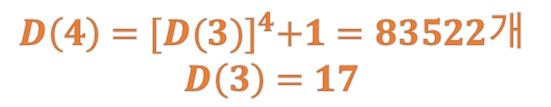 D(4) = [D(3)]⁴+1 = 83522개
D(3) = 17